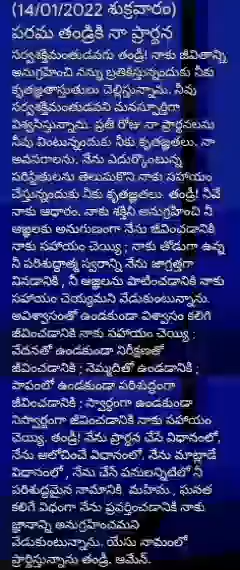 (14/01/2022 శుక్రవారం)
పరమ తండ్రికి నా ప్రార్థన
సర్వశక్తిమంతుడవగు తండ్రి! నాకు జీవితాన్ని
అనుగ్రహించి నన్ను బ్రతికిస్తున్నందుకు నీకు
కృతజ్ఞతాస్తుతులు చెల్లిస్తున్నాను. నీవు
సర్వశక్తిమంతుడవని మనస్ఫూర్తిగా
విశ్వసిస్తున్నాను. ప్రతీ రోజు నా ప్రార్థనలను
నీవు వింటున్నందుకు నీకు కృతజ్ఞతలు. నా
అవసరాలను, నేను ఎదుర్కొంటున్న
పరిస్థితులను తెలుసుకొని నాకు సహాయం
చేస్తున్నందుకు నీకు కృతజ్ఞతలు. తండ్రీ! నీవే
నాకు ఆధారం. నాకు శక్తిని అనుగ్రహించి నీ
ఆజ్ఞలకు అనుగుణంగా నేను జీవించడానికి
నాకు సహాయం చెయ్యి ; నాకు తోడుగా ఉన్న
నీ పరిశుద్ధాత్మ స్వరాన్ని నేను జాగ్రత్తగా
వినడానికి , నీ ఆజ్ఞలను పాటించడానికి నాకు
సహాయం చెయ్యమని వేడుకుంటున్నాను.
అవిశ్వాసంతో ఉండకుండా విశ్వాసం కలిగి
జీవించడానికి నాకు సహాయం చెయ్యి ;
వేదనతో ఉండకుండా నిరీక్షణతో
జీవించడానికి ; నెమ్మదిలో ఉండడానికి ;
పాపంలో ఉండకుండా పరిశుద్ధంగా
జీవించడానికి ; స్వార్థంగా ఉండకుండా
నిస్వార్థంగా జీవించడానికి నాకు సహాయం
చెయ్యి. తండ్రీ! నేను ప్రార్థన చేసే విధానంలో,
నేను ఆలోచించే విధానంలో, నేను మాట్లాడే
విధానంలో , నేను చేసే పనులన్నిటిలో నీ
పరిశుద్ధమైన నామానికి మహిమ , ఘనత
కలిగే విధంగా నేను ప్రవర్తించడానికి నాకు
జ్ఞానాన్ని అనుగ్రహించమని
వేడుకుంటున్నాను. యేసు నామంలో
ప్రార్థిస్తున్నాను తండ్రీ. ఆమేన్.